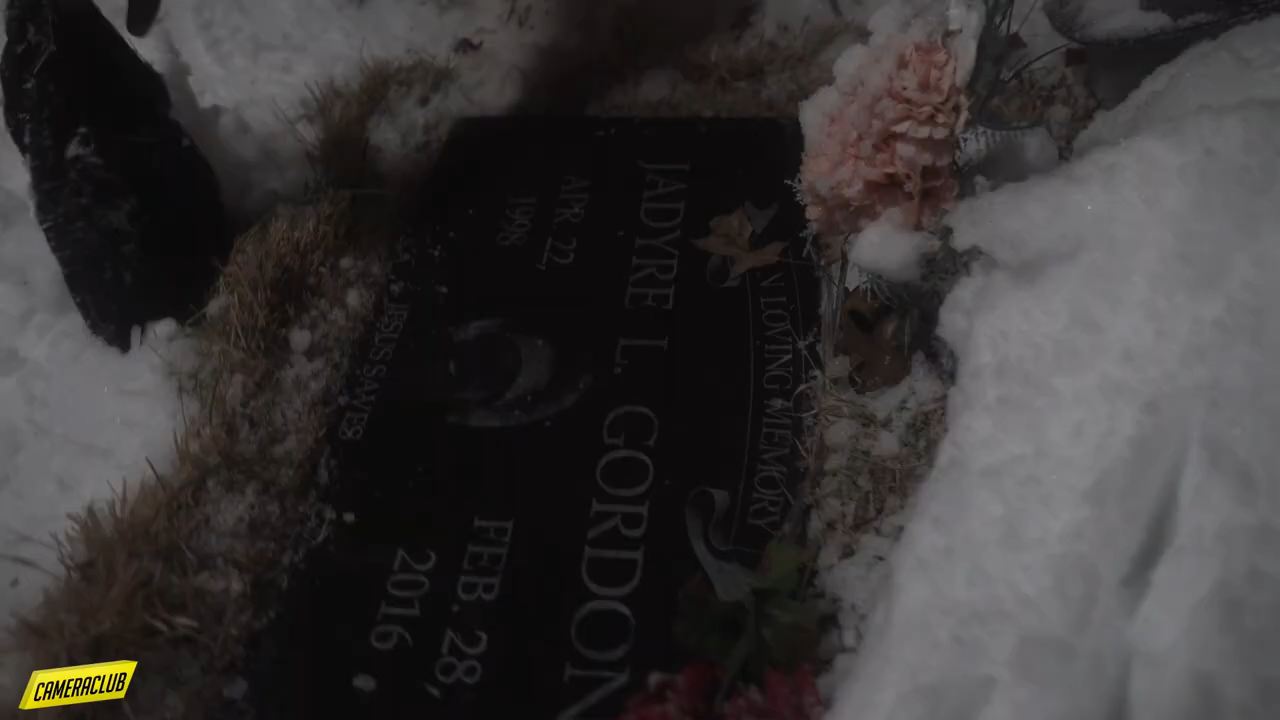 IN LOVING MEMORY
JADYRE L. GORDON
APR. 22,
1998
FEB. 28,
2016
JESUS SAVES
CAMERACLUB